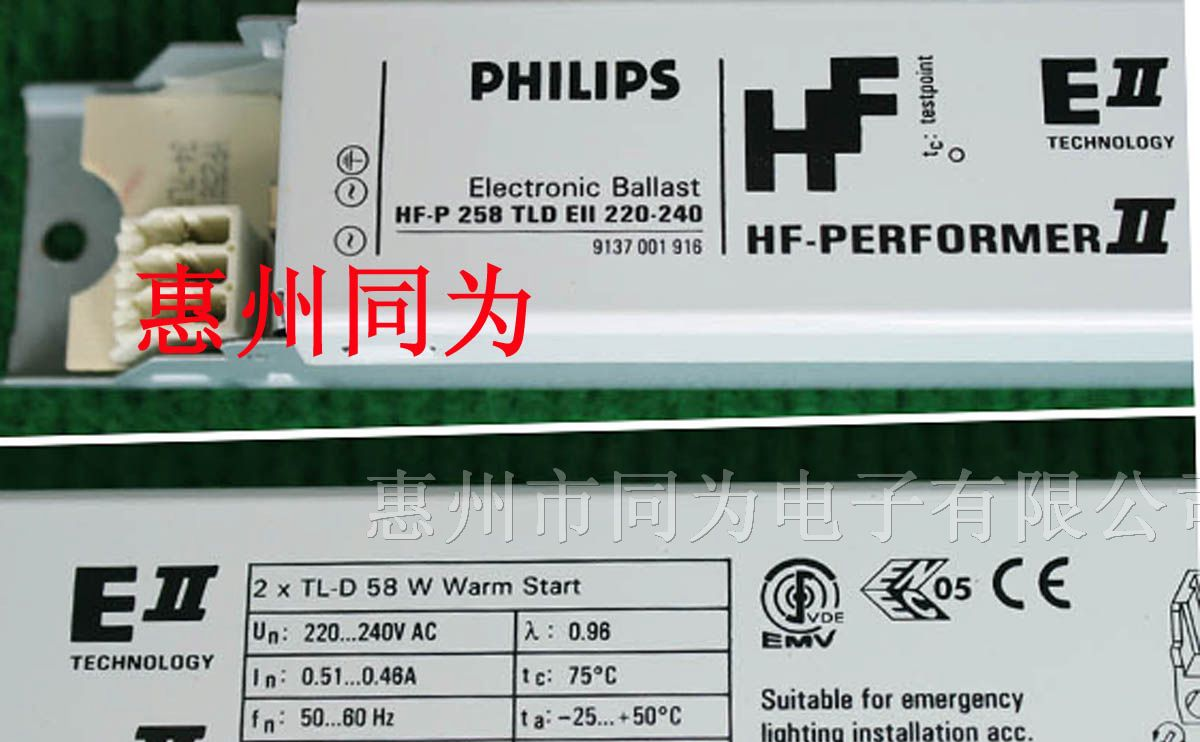 PHILIPS
Electronic Ballast
HF-P 258 TLD EII 220-240
9137 001 916
HF
tc: testpoint
HF-PERFORMER II
EII
TECHNOLOGY
惠州同为
惠州市同为电子有限公司
EII
TECHNOLOGY
2 x TL-D 58 W Warm Start
Un: 220...240V AC
λ: 0.96
In: 0.51...0.46A
tc: 75°C
fn: 50...60 Hz
ta: -25...+50°C
VDE
EMV
ENEC 05
CE
Suitable for emergency
lighting installation acc.